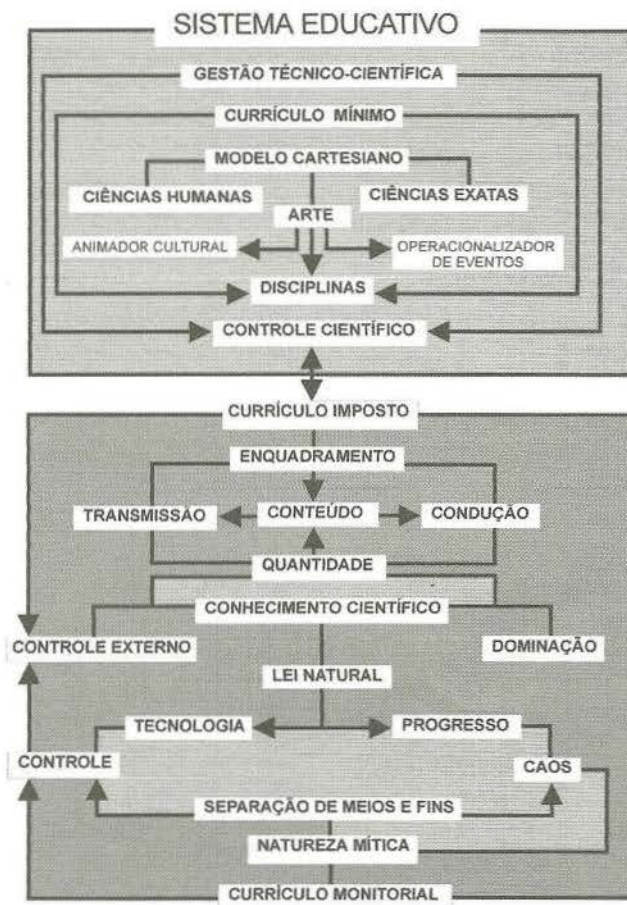 SISTEMA EDUCATIVO
GESTÃO TÉCNICO-CIENTÍFICA
CURRÍCULO MÍNIMO
MODELO CARTESIANO
CIÊNCIAS HUMANAS
CIÊNCIAS EXATAS
ARTE
ANIMADOR CULTURAL
OPERACIONALIZADOR
DE EVENTOS
DISCIPLINAS
CONTROLE CIENTÍFICO
CURRÍCULO IMPOSTO
ENQUADRAMENTO
TRANSMISSÃO
CONTEÚDO
CONDUÇÃO
QUANTIDADE
CONHECIMENTO CIENTÍFICO
CONTROLE EXTERNO
DOMINAÇÃO
LEI NATURAL
TECNOLOGIA
PROGRESSO
CONTROLE
CAOS
SEPARAÇÃO DE MEIOS E FINS
NATUREZA MÍTICA
CURRÍCULO MONITORIAL